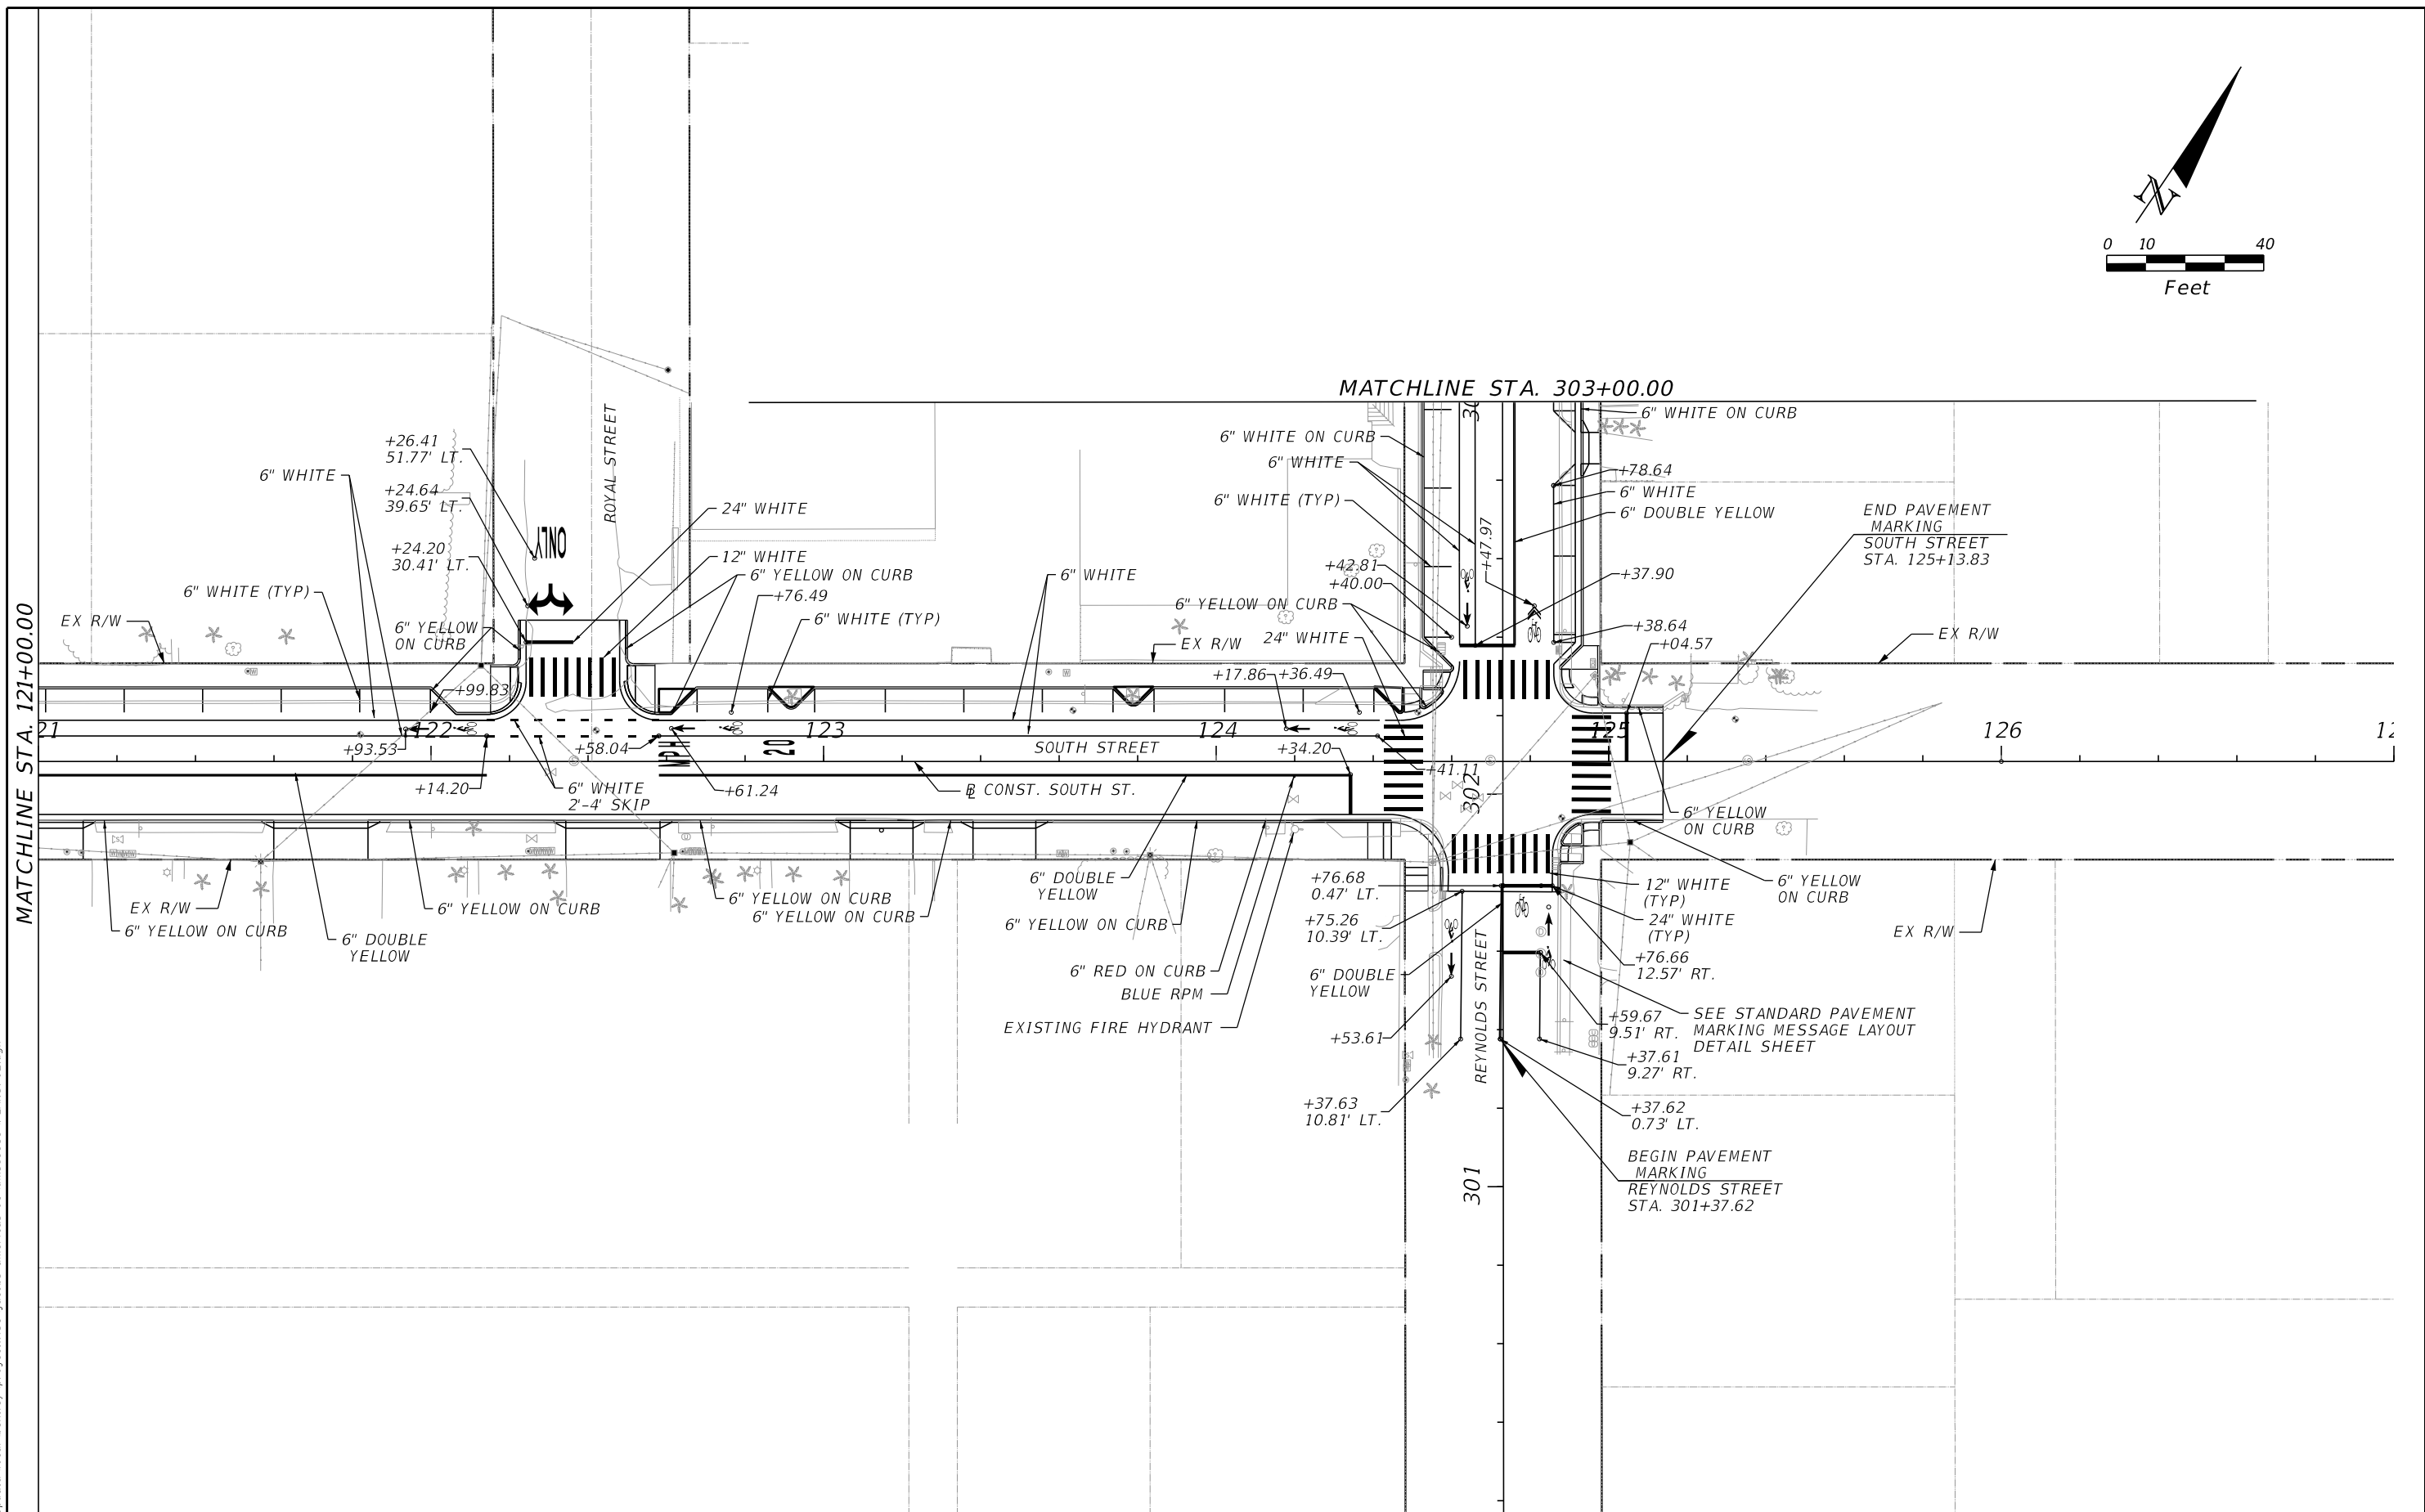 0 10 40
Feet
MATCHLINE STA. 303+00.00
MATCHLINE STA. 121+00.00
+26.41
51.77' LT.
6" WHITE
+24.64
39.65' LT.
ROYAL STREET
ONLY
24" WHITE
+24.20
30.41' LT.
12" WHITE
6" YELLOW ON CURB
+76.49
6" WHITE (TYP)
6" WHITE (TYP)
EX R/W
6" YELLOW
ON CURB
+99.83
6" WHITE
6" WHITE ON CURB
6" WHITE
6" WHITE (TYP)
30
+47.97
+42.81
+40.00
6" YELLOW ON CURB
24" WHITE
EX R/W
+17.86
+36.49
6" WHITE ON CURB
+78.64
6" WHITE
6" DOUBLE YELLOW
+37.90
+38.64
+04.57
END PAVEMENT
MARKING
SOUTH STREET
STA. 125+13.83
EX R/W
21
122
123
124
125
126
12
+93.53
+58.04
MPH
20
SOUTH STREET
+34.20
+41.11
302
+14.20
6" WHITE
2'-4' SKIP
+61.24
BL CONST. SOUTH ST.
6" YELLOW
ON CURB
EX R/W
6" YELLOW ON CURB
6" YELLOW ON CURB
6" DOUBLE
YELLOW
6" YELLOW ON CURB
6" YELLOW ON CURB
6" DOUBLE
YELLOW
6" YELLOW ON CURB
6" RED ON CURB
BLUE RPM
EXISTING FIRE HYDRANT
+76.68
0.47' LT.
+75.26
10.39' LT.
6" DOUBLE
YELLOW
+53.61
+37.63
10.81' LT.
REYNOLDS STREET
301
12" WHITE
(TYP)
24" WHITE
(TYP)
6" YELLOW
ON CURB
EX R/W
+76.66
12.57' RT.
+59.67
9.51' RT.
SEE STANDARD PAVEMENT
MARKING MESSAGE LAYOUT
DETAIL SHEET
+37.61
9.27' RT.
+37.62
0.73' LT.
BEGIN PAVEMENT
MARKING
REYNOLDS STREET
STA. 301+37.62